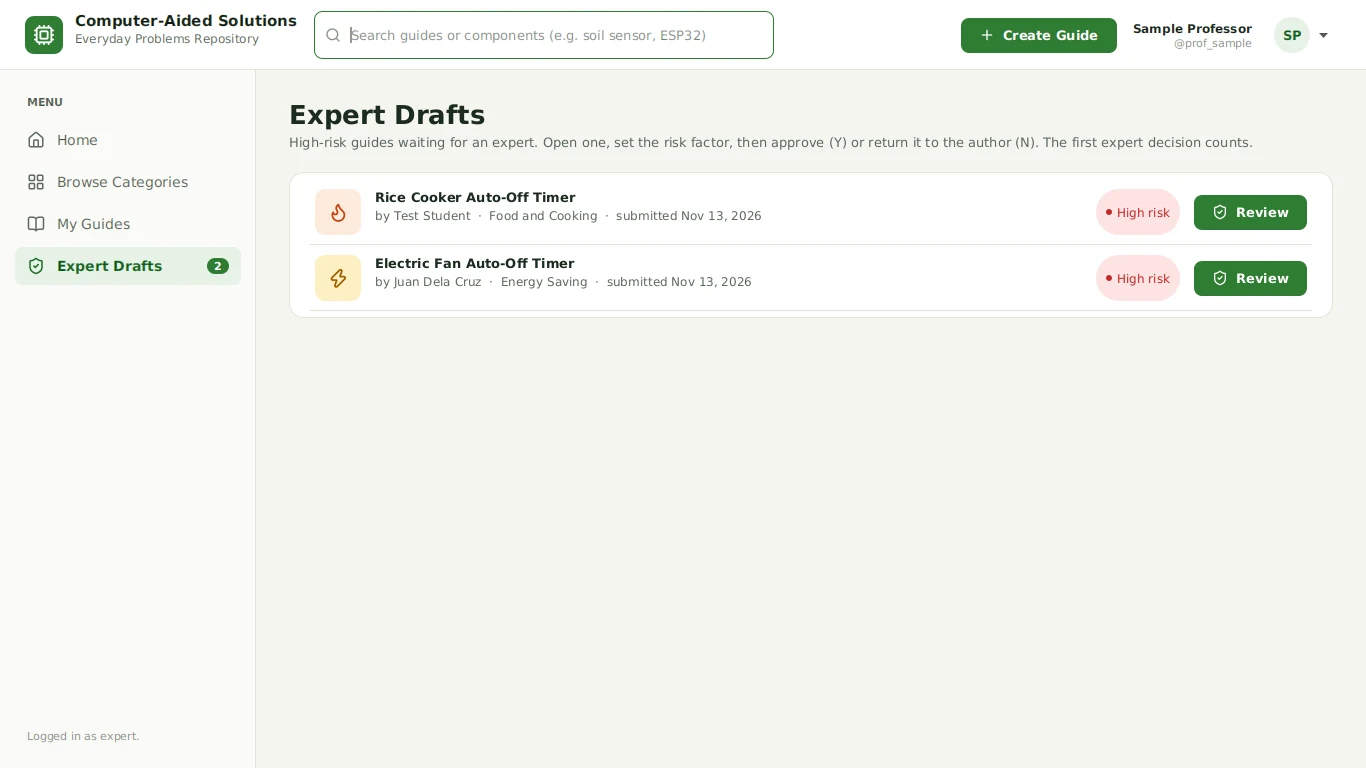 Computer-Aided Solutions
Everyday Problems Repository
Search guides or components (e.g. soil sensor, ESP32)
Create Guide
Sample Professor
@prof_sample
SP
MENU
Home
Browse Categories
My Guides
Expert Drafts 2
Logged in as expert.
Expert Drafts
High-risk guides waiting for an expert. Open one, set the risk factor, then approve (Y) or return it to the author (N). The first expert decision counts.
Rice Cooker Auto-Off Timer
by Test Student · Food and Cooking · submitted Nov 13, 2026
High risk
Review
Electric Fan Auto-Off Timer
by Juan Dela Cruz · Energy Saving · submitted Nov 13, 2026
High risk
Review